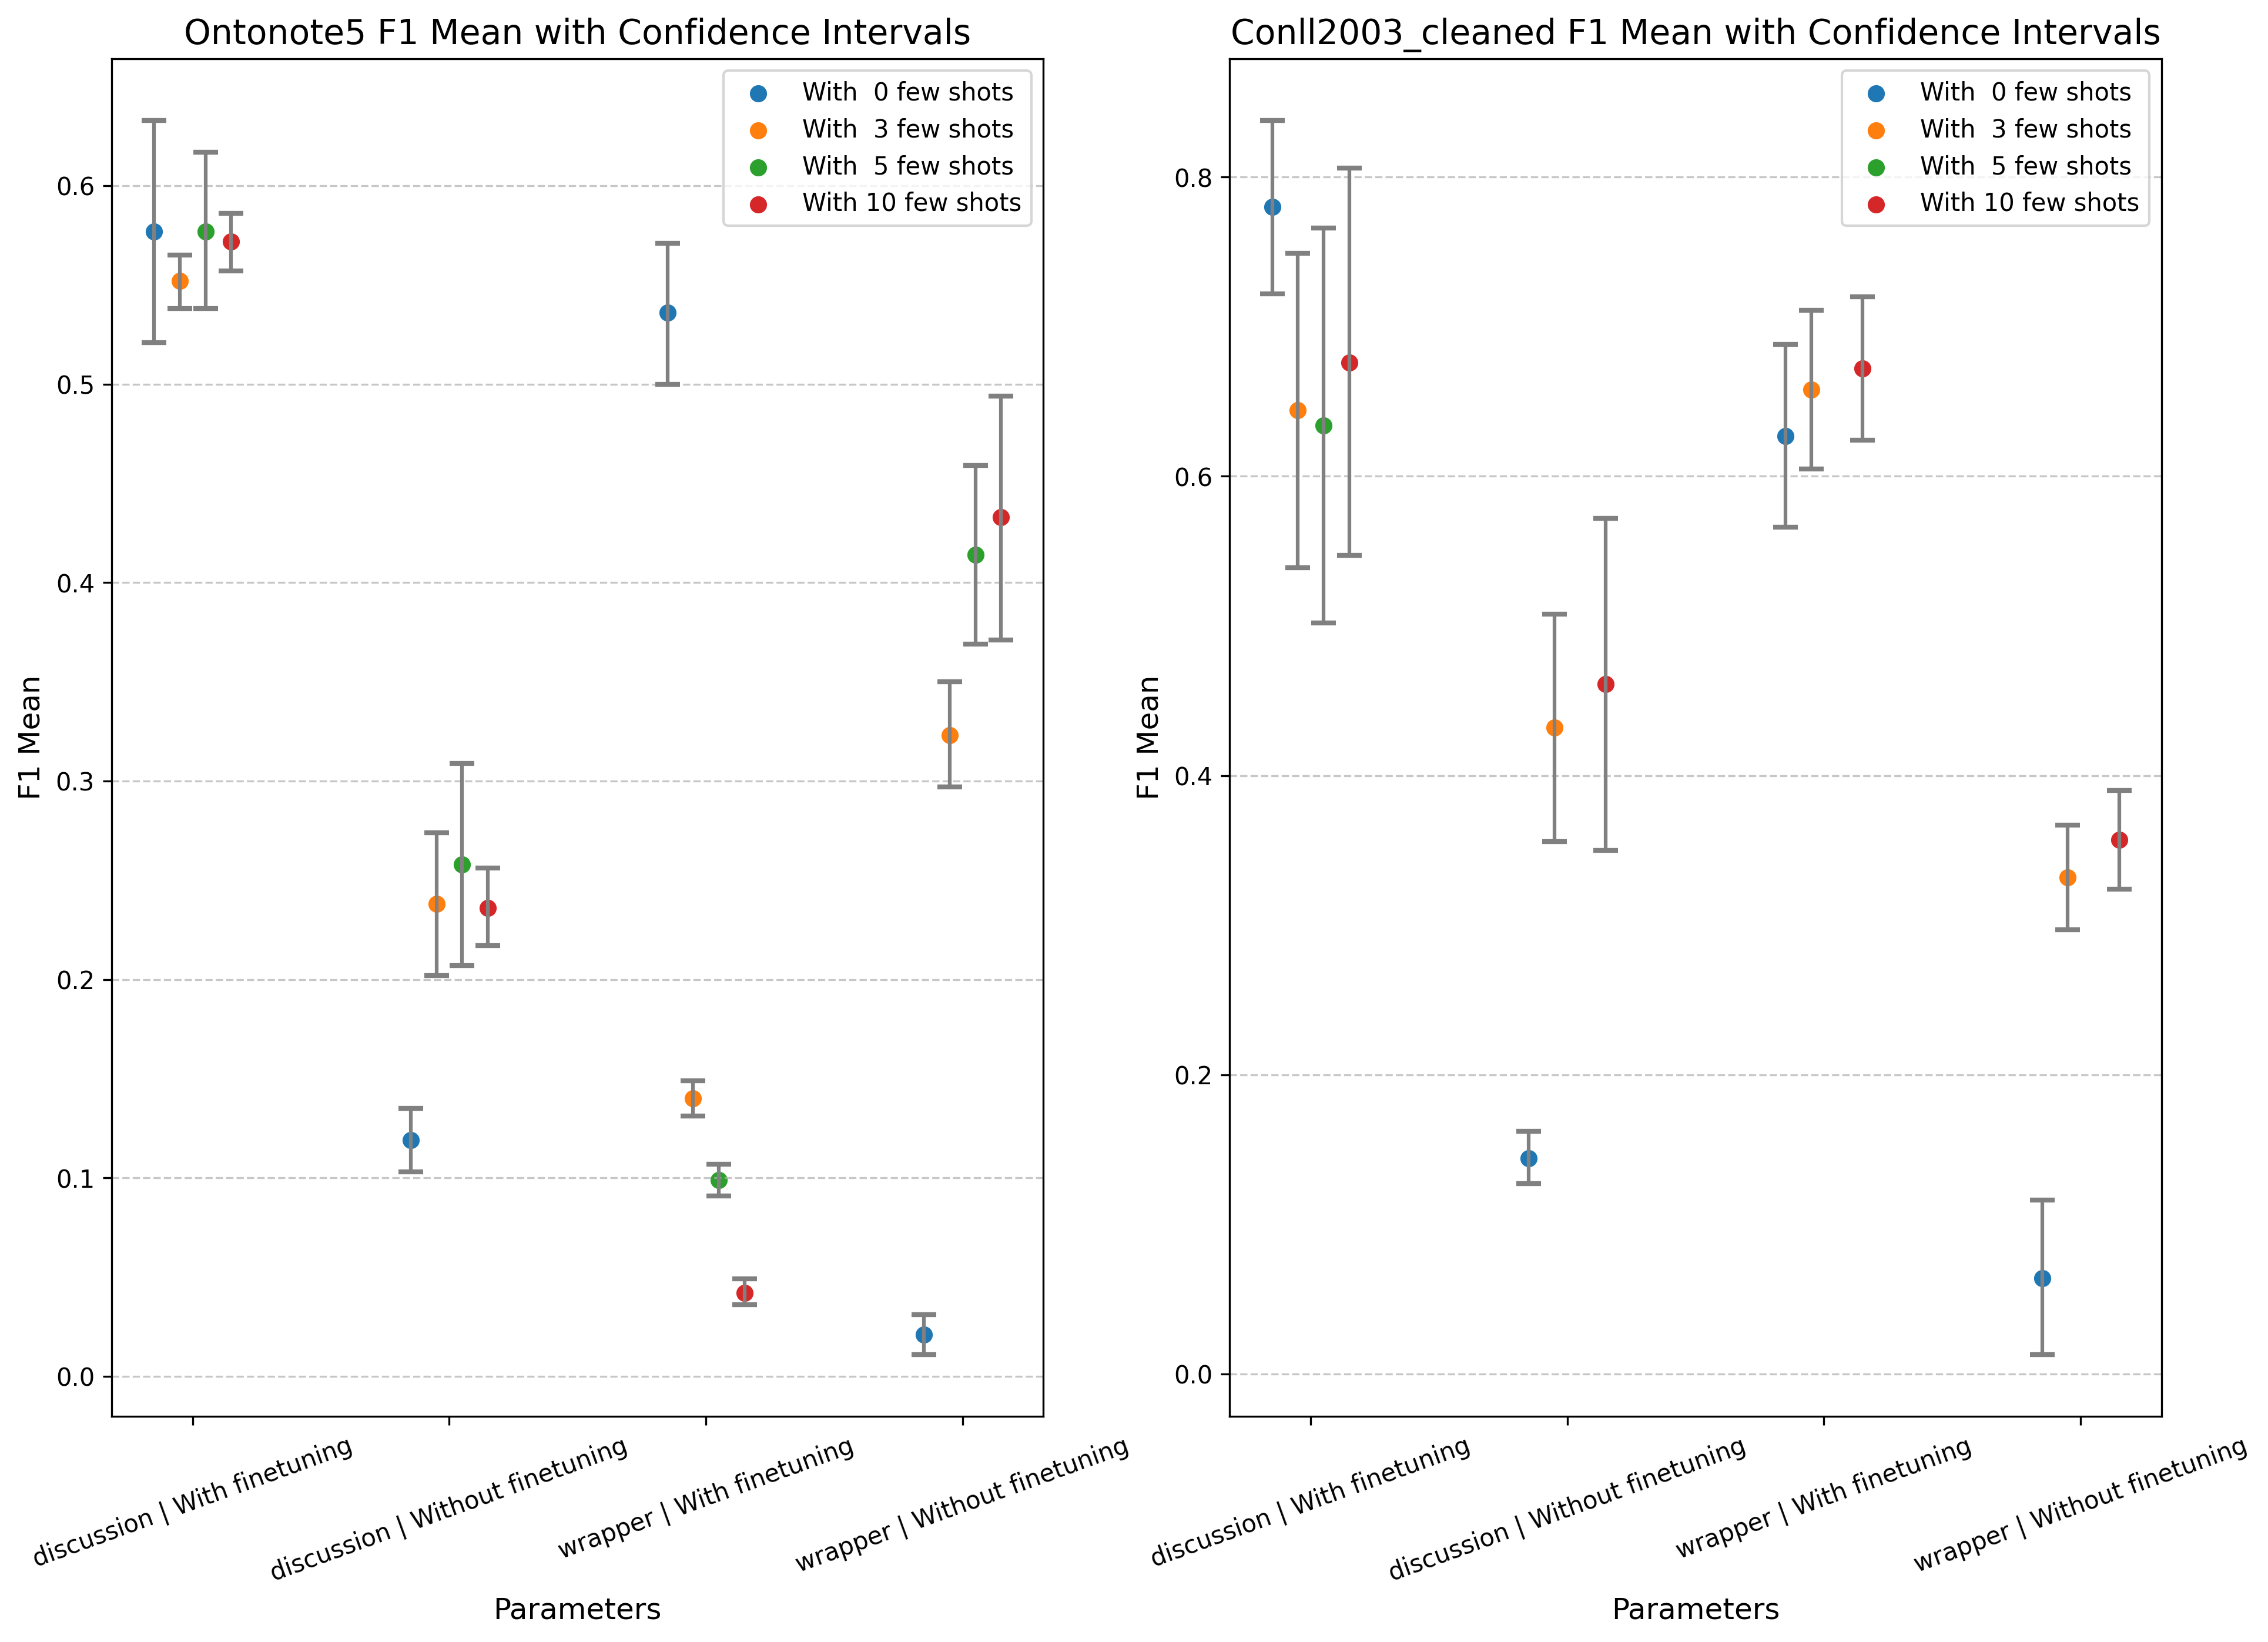 Ontonote5 F1 Mean with Confidence Intervals
With  0 few shots
With  3 few shots
With  5 few shots
With 10 few shots
F1 Mean
0.6
0.5
0.4
0.3
0.2
0.1
0.0
discussion | With finetuning
discussion | Without finetuning
wrapper | With finetuning
wrapper | Without finetuning
Parameters
Conll2003_cleaned F1 Mean with Confidence Intervals
With  0 few shots
With  3 few shots
With  5 few shots
With 10 few shots
F1 Mean
0.8
0.6
0.4
0.2
0.0
discussion | With finetuning
discussion | Without finetuning
wrapper | With finetuning
wrapper | Without finetuning
Parameters